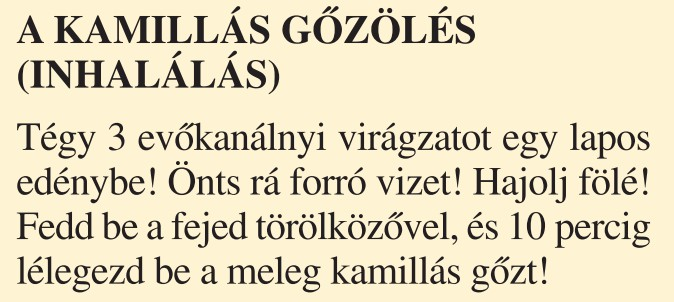 A KAMILLÁS GŐZÖLÉS
(INHALÁLÁS)
Tégy 3 evőkanálnyi virágzatot egy lapos
edénybe! Önts rá forró vizet! Hajolj fölé!
Fedd be a fejed törölközővel, és 10 percig
lélegezd be a meleg kamillás gőzt!